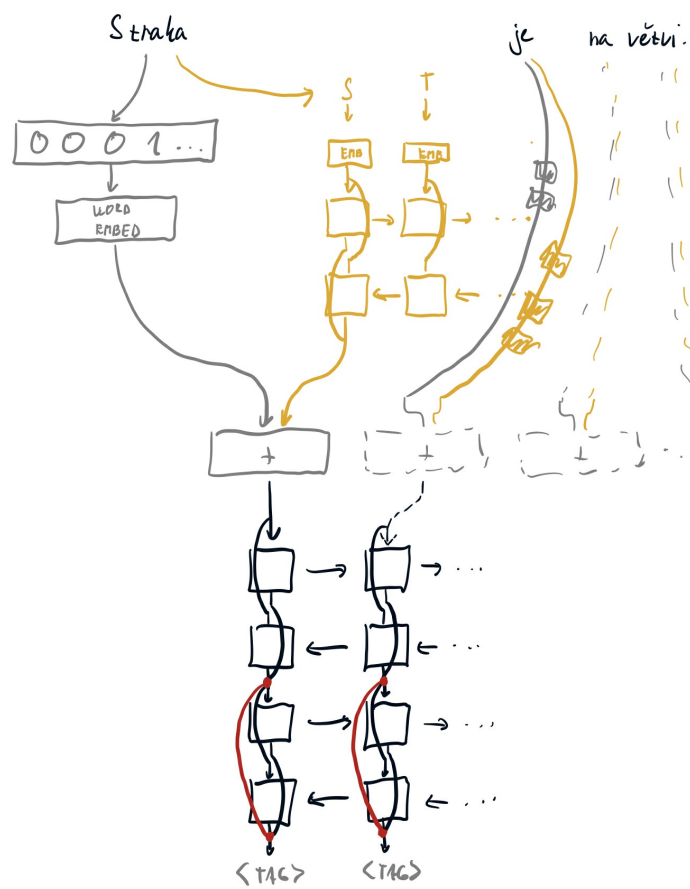 Straka je na větvi.
S T
0 0 0 1 ...
EMB EMB
WORD
EMBED
+ + +
<TAG> <TAG>